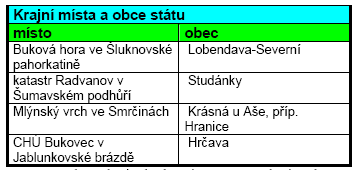 Krajní místa a obce státu
místo obec
Buková hora ve Šluknovské Lobendava-Severní
pahorkatině
katastr Radvanov v Studánky
Šumavském podhůří
Mlýnský vrch ve Smrčinách Krásná u Aše, příp.
Hranice
CHÚ Bukovec v Hrčava
Jablunkovské brázdě